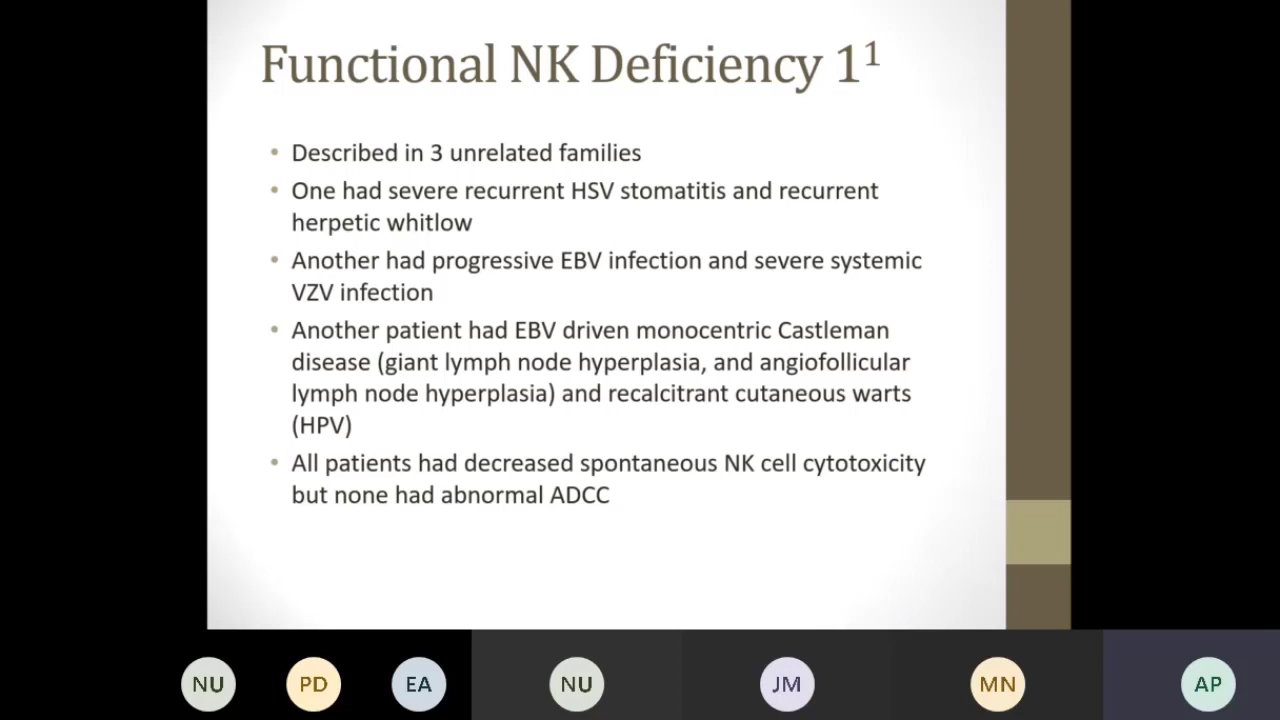 Functional NK Deficiency 1¹
• Described in 3 unrelated families
• One had severe recurrent HSV stomatitis and recurrent
herpetic whitlow
• Another had progressive EBV infection and severe systemic
VZV infection
• Another patient had EBV driven monocentric Castleman
disease (giant lymph node hyperplasia, and angiofollicular
lymph node hyperplasia) and recalcitrant cutaneous warts
(HPV)
• All patients had decreased spontaneous NK cell cytotoxicity
but none had abnormal ADCC
NU PD EA NU JM MN AP